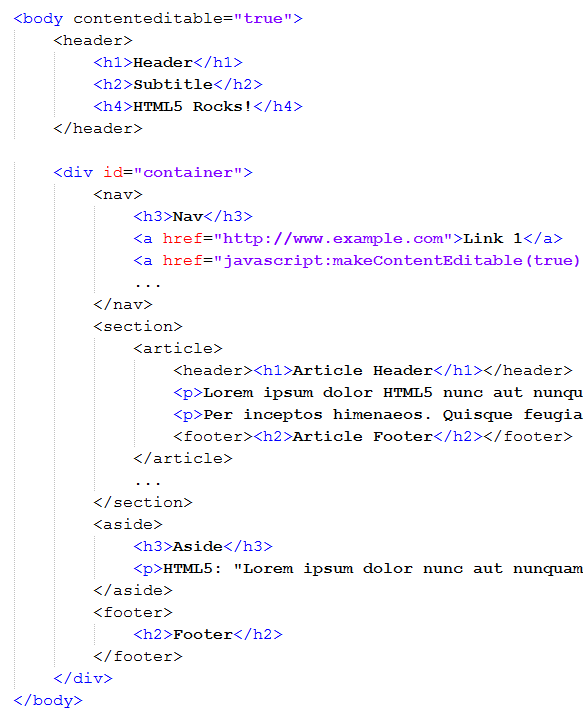 <body contenteditable="true">
    <header>
        <h1>Header</h1>
        <h2>Subtitle</h2>
        <h4>HTML5 Rocks!</h4>
    </header>

    <div id="container">
        <nav>
            <h3>Nav</h3>
            <a href="http://www.example.com">Link 1</a>
            <a href="javascript:makeContentEditable(true)
            ...
        </nav>
        <section>
            <article>
                <header><h1>Article Header</h1></header>
                <p>Lorem ipsum dolor HTML5 nunc aut nunqu
                <p>Per inceptos himenaeos. Quisque feugia
                <footer><h2>Article Footer</h2></footer>
            </article>
            ...
        </section>
        <aside>
            <h3>Aside</h3>
            <p>HTML5: "Lorem ipsum dolor nunc aut nunquam
        </aside>
        <footer>
            <h2>Footer</h2>
        </footer>
    </div>
</body>